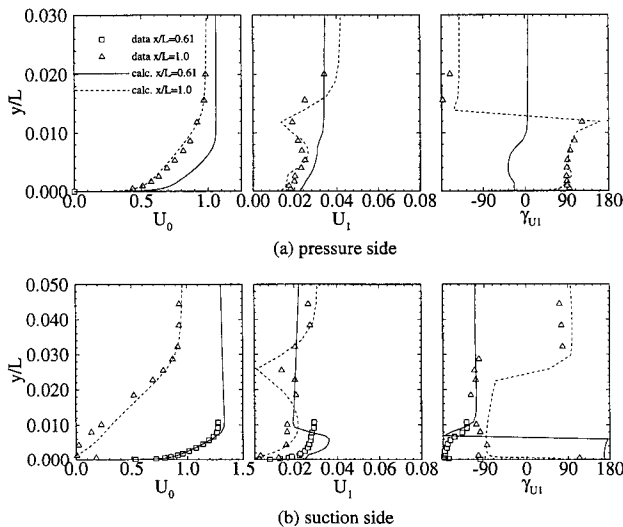 0.030
0.020
0.010
0.000
y/L
data x/L=0.61
data x/L=1.0
calc. x/L=0.61
calc. x/L=1.0
0.0 0.5 1.0
0.00 0.02 0.04 0.06 0.08
-90 0 90 180
U0
U1
γU1
(a) pressure side
0.050
0.040
0.030
0.020
0.010
0.000
y/L
0.0 0.5 1.0 1.5
0.00 0.02 0.04 0.06 0.08
-90 0 90 180
U0
U1
γU1
(b) suction side